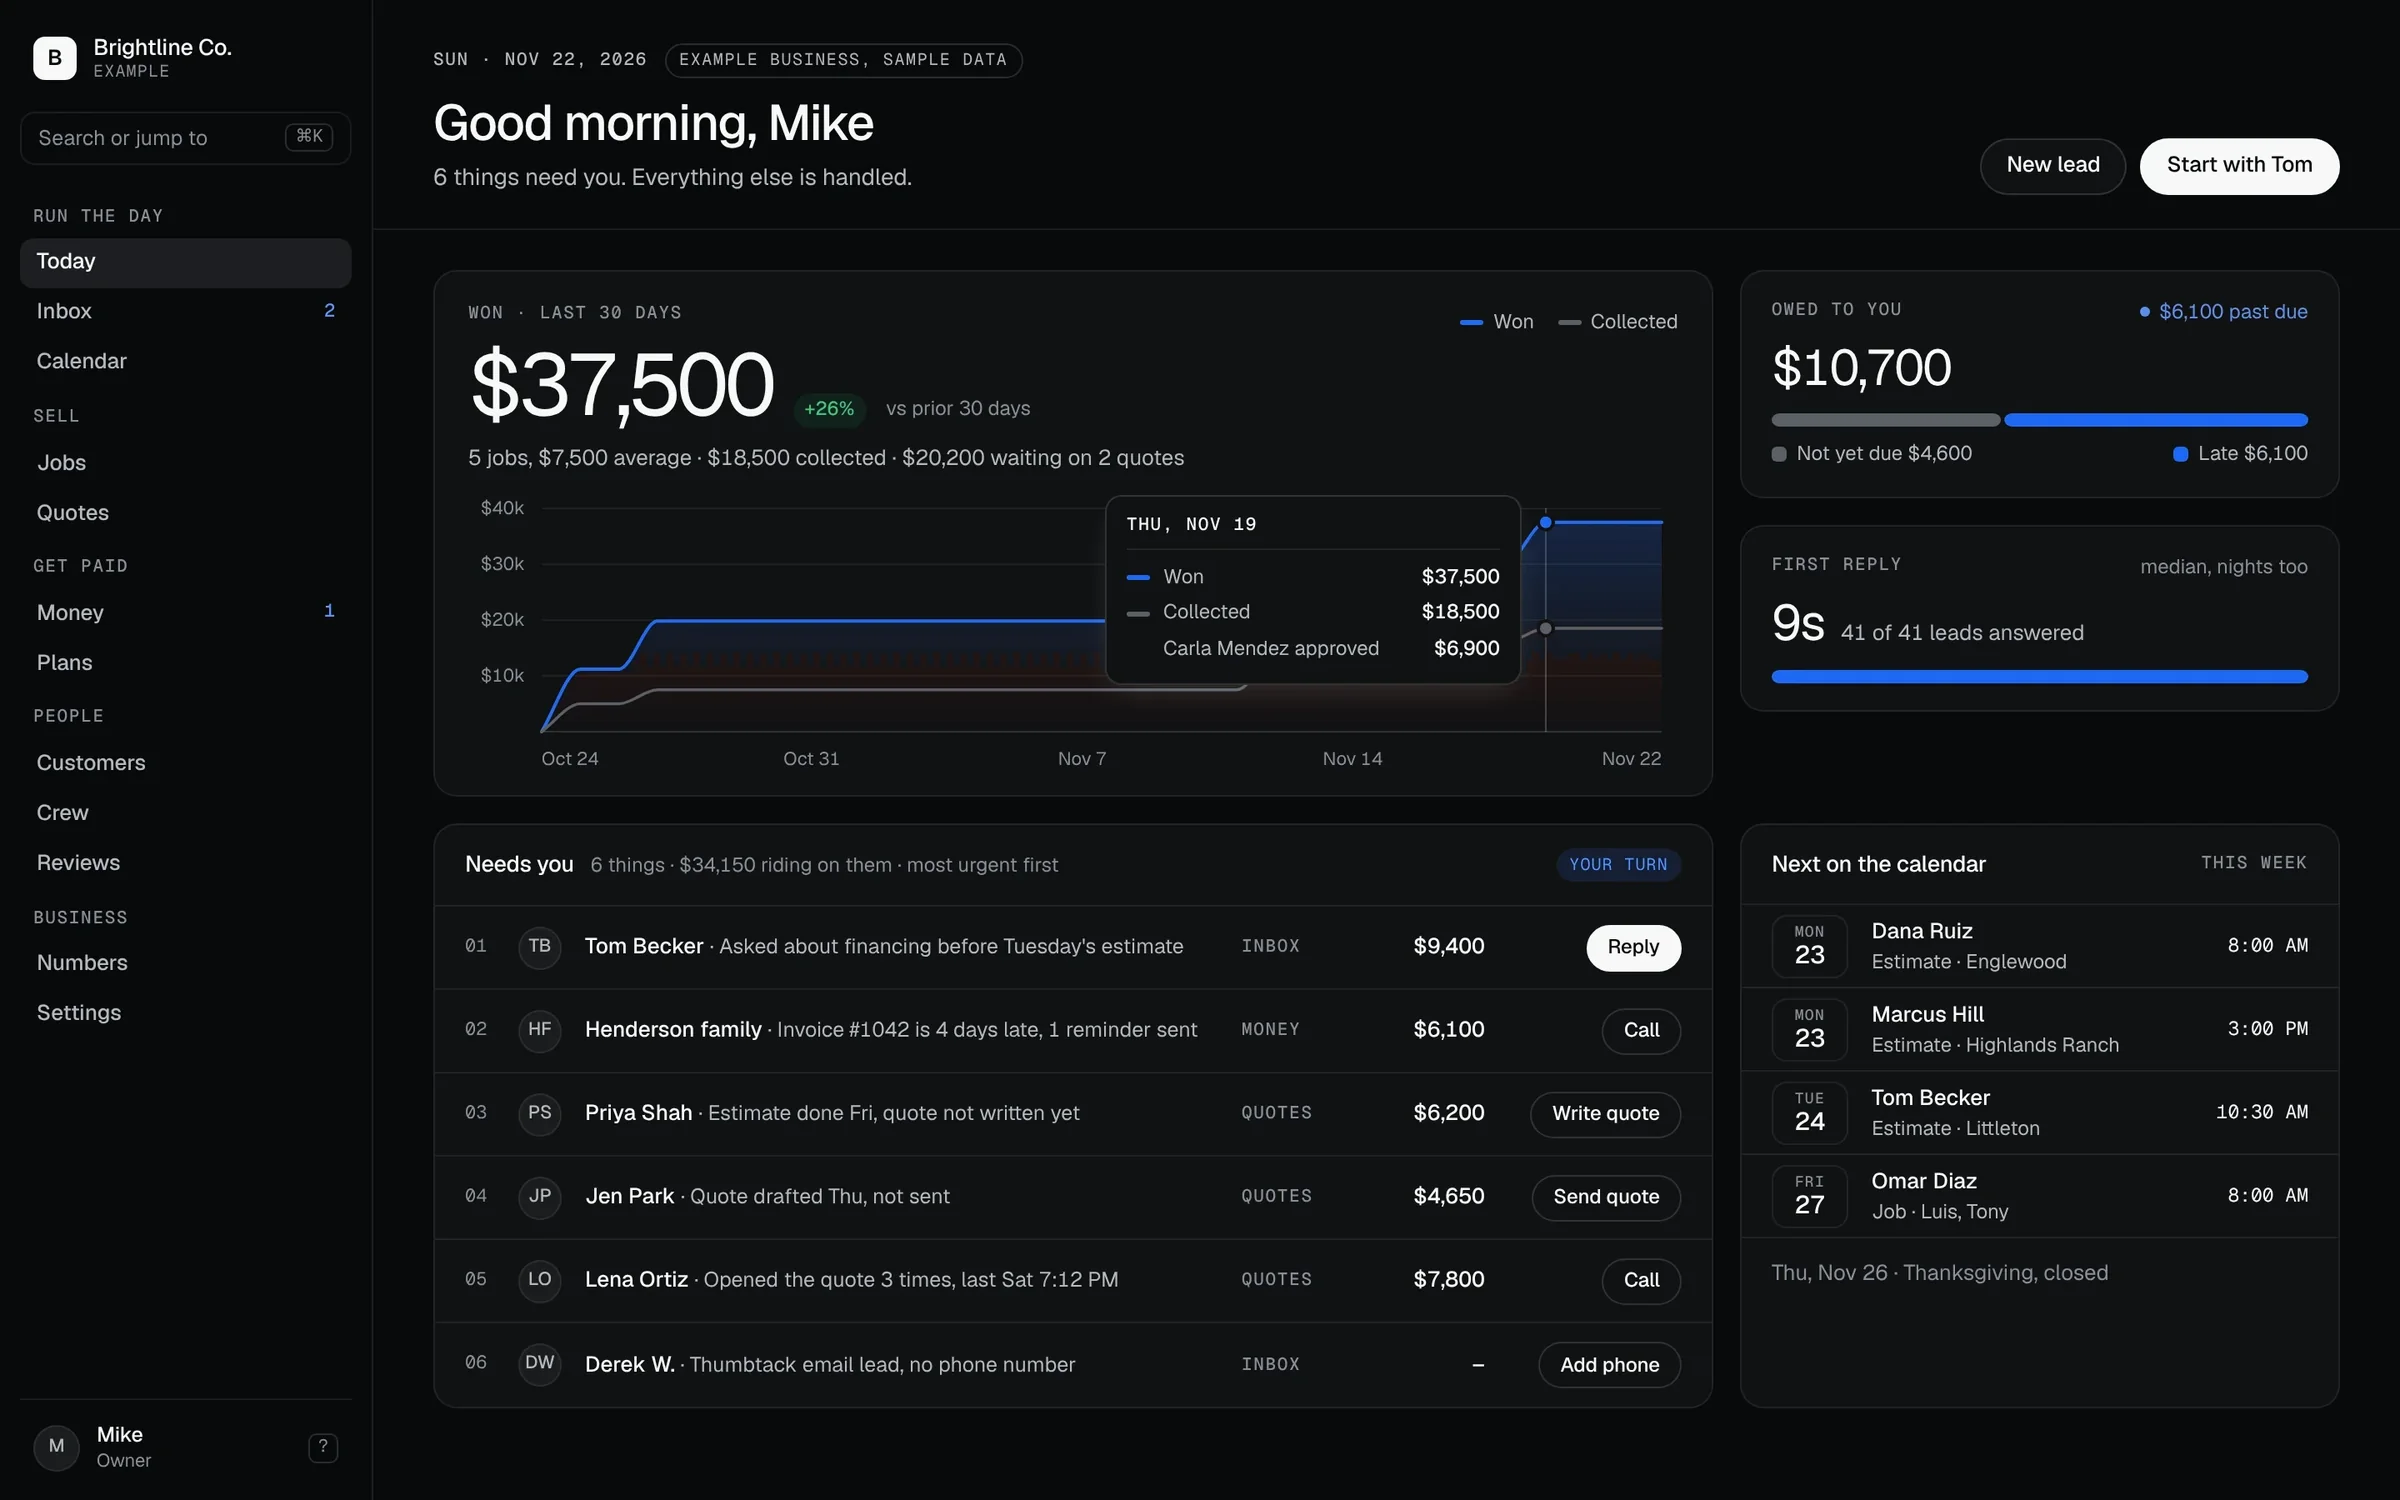 B
Brightline Co.
EXAMPLE
Search or jump to
⌘K
RUN THE DAY
Today
Inbox 2
Calendar
SELL
Jobs
Quotes
GET PAID
Money 1
Plans
PEOPLE
Customers
Crew
Reviews
BUSINESS
Numbers
Settings
M
Mike
Owner
?
SUN · NOV 22, 2026
EXAMPLE BUSINESS, SAMPLE DATA
Good morning, Mike
6 things need you. Everything else is handled.
New lead
Start with Tom
WON · LAST 30 DAYS
Won
Collected
$37,500 +26% vs prior 30 days
5 jobs, $7,500 average · $18,500 collected · $20,200 waiting on 2 quotes
$40k
$30k
$20k
$10k
THU, NOV 19
Won $37,500
Collected $18,500
Carla Mendez approved $6,900
Oct 24 Oct 31 Nov 7 Nov 14 Nov 22
OWED TO YOU
$6,100 past due
$10,700
Not yet due $4,600
Late $6,100
FIRST REPLY
median, nights too
9s 41 of 41 leads answered
Needs you 6 things · $34,150 riding on them · most urgent first
YOUR TURN
01 TB Tom Becker · Asked about financing before Tuesday's estimate INBOX $9,400 Reply
02 HF Henderson family · Invoice #1042 is 4 days late, 1 reminder sent MONEY $6,100 Call
03 PS Priya Shah · Estimate done Fri, quote not written yet QUOTES $6,200 Write quote
04 JP Jen Park · Quote drafted Thu, not sent QUOTES $4,650 Send quote
05 LO Lena Ortiz · Opened the quote 3 times, last Sat 7:12 PM QUOTES $7,800 Call
06 DW Derek W. · Thumbtack email lead, no phone number INBOX – Add phone
Next on the calendar
THIS WEEK
MON
23
Dana Ruiz
Estimate · Englewood
8:00 AM
MON
23
Marcus Hill
Estimate · Highlands Ranch
3:00 PM
TUE
24
Tom Becker
Estimate · Littleton
10:30 AM
FRI
27
Omar Diaz
Job · Luis, Tony
8:00 AM
Thu, Nov 26 · Thanksgiving, closed